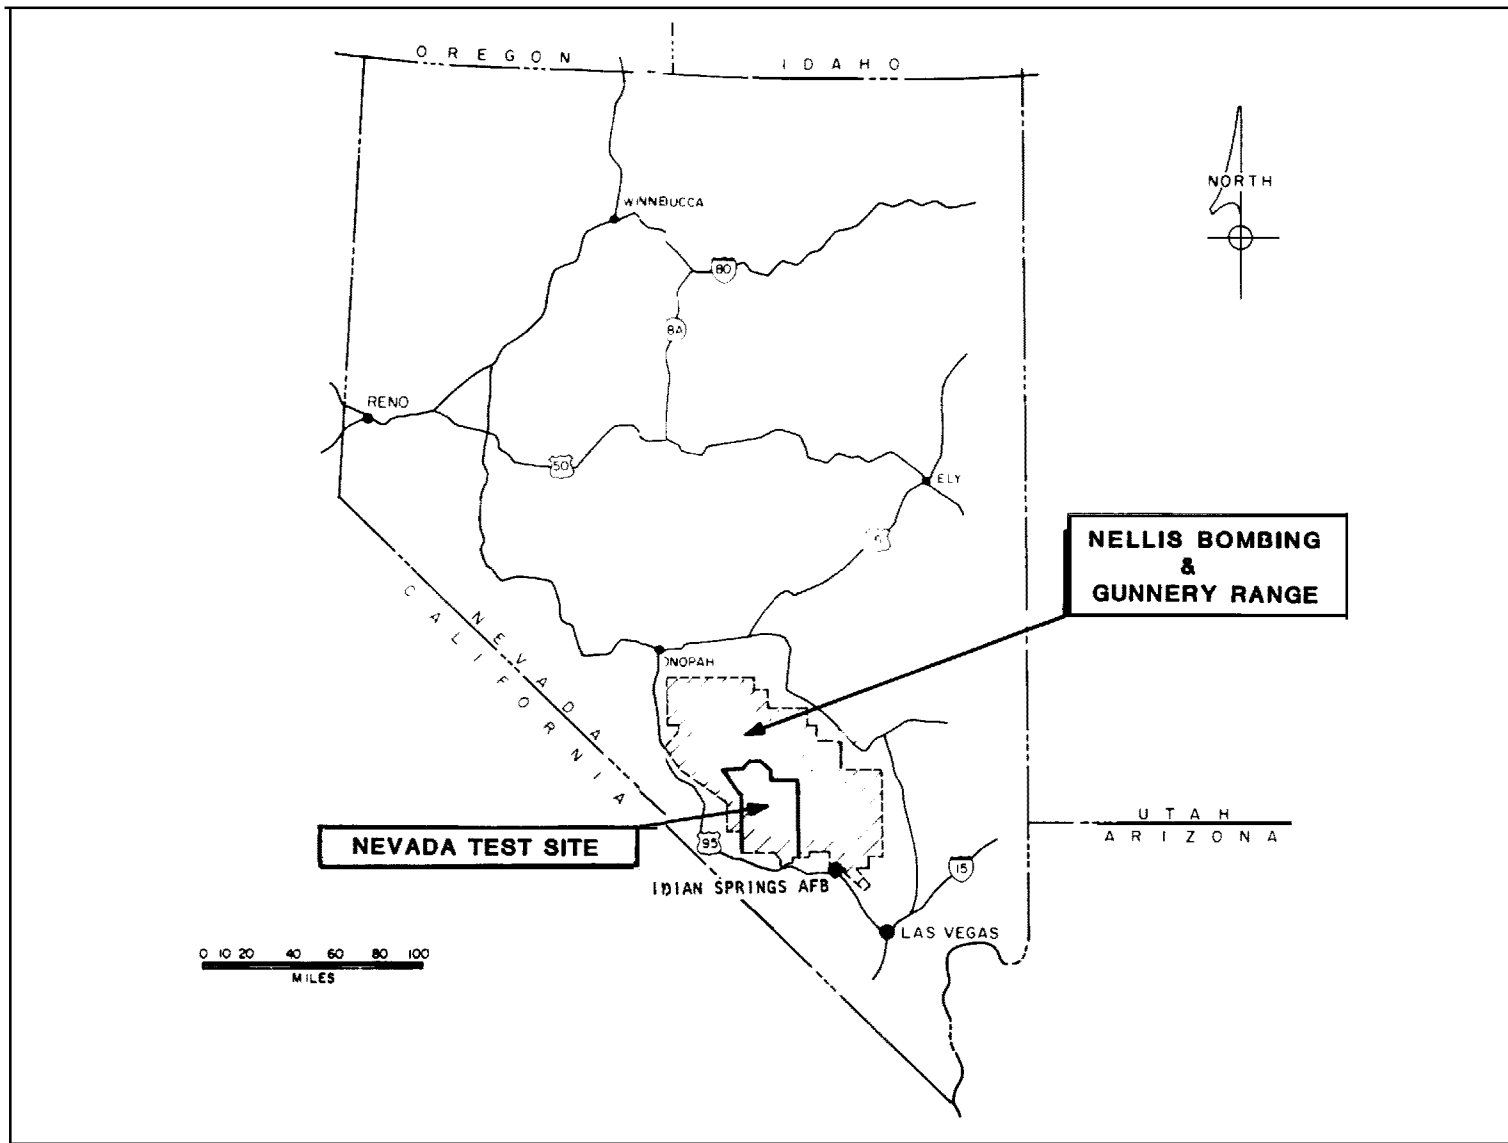 OREGON
IDAHO
NORTH
WINNEMUCCA
80
8A
RENO
50
ELY
6
NELLIS BOMBING
&
GUNNERY RANGE
NEVADA
CALIFORNIA
ONOPAH
UTAH
ARIZONA
NEVADA TEST SITE
95
15
INDIAN SPRINGS AFB
LAS VEGAS
0 10 20 40 60 80 100
MILES